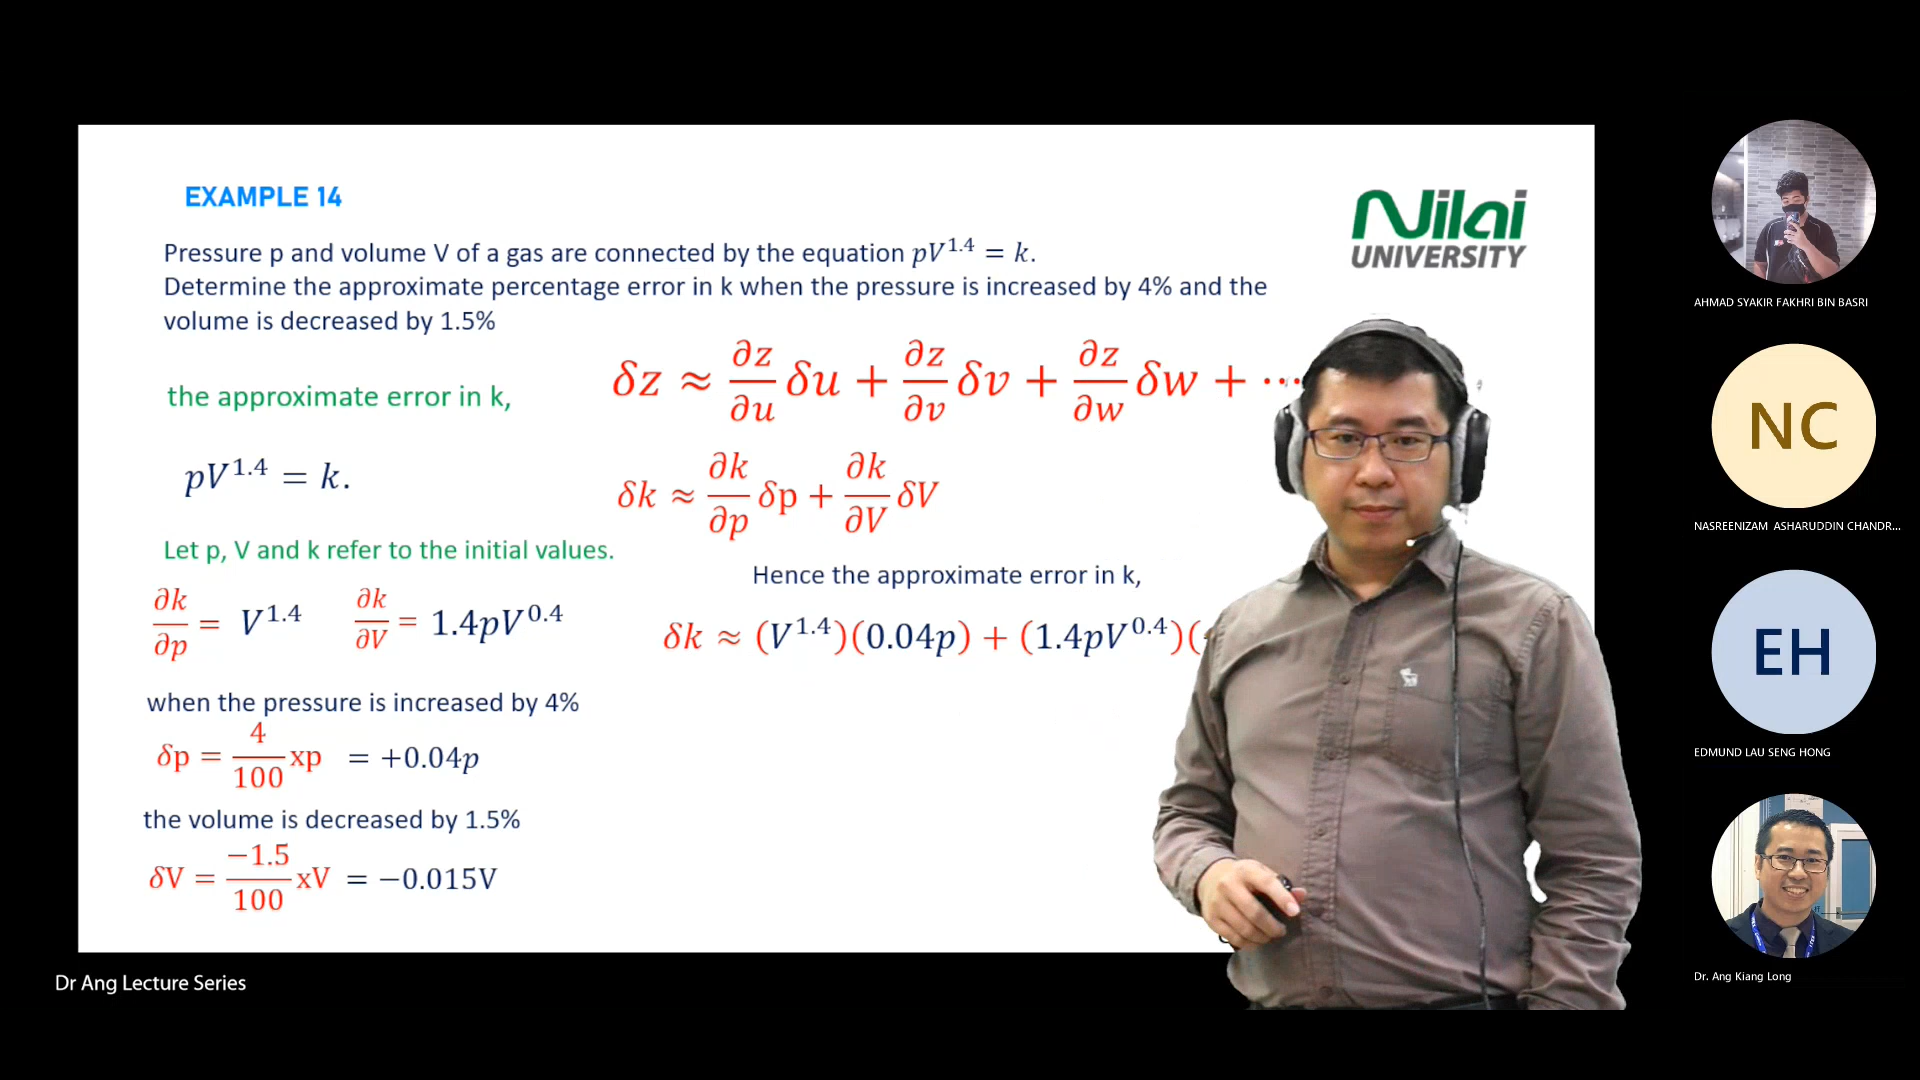 EXAMPLE 14
Nilai
UNIVERSITY
Pressure p and volume V of a gas are connected by the equation pV^1.4 = k.
Determine the approximate percentage error in k when the pressure is increased by 4% and the
volume is decreased by 1.5%
δz ≈ ∂z/∂u δu + ∂z/∂v δv + ∂z/∂w δw + ⋯
the approximate error in k,
pV^1.4 = k.
δk ≈ ∂k/∂p δp + ∂k/∂V δV
Let p, V and k refer to the initial values.
∂k/∂p = V^1.4 ∂k/∂V = 1.4pV^0.4
Hence the approximate error in k,
δk ≈ (V^1.4)(0.04p) + (1.4pV^0.4)(
when the pressure is increased by 4%
δp = 4/100 xp = +0.04p
the volume is decreased by 1.5%
δV = −1.5/100 xV = −0.015V
Dr Ang Lecture Series
AHMAD SYAKIR FAKHRI BIN BASRI
NC
NASREENIZAM ASHARUDDIN CHANDR...
EH
EDMUND LAU SENG HONG
Dr. Ang Kiang Long